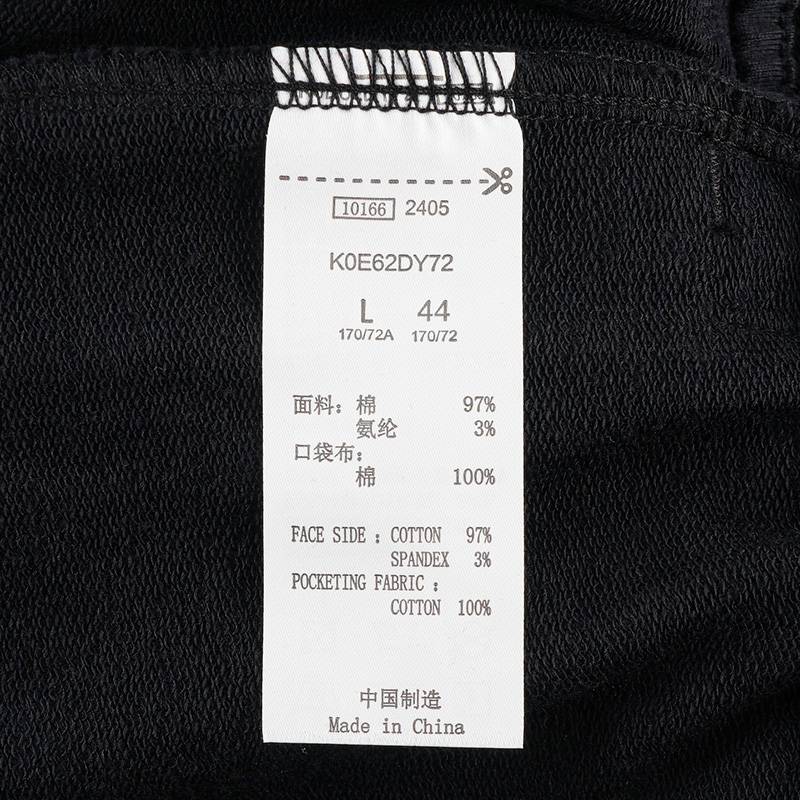 10166 2405
K0E62DY72
L 44
170/72A 170/72
面料：棉 97%
氨纶 3%
口袋布：
棉 100%
FACE SIDE : COTTON 97%
SPANDEX 3%
POCKETING FABRIC :
COTTON 100%
中国制造
Made in China